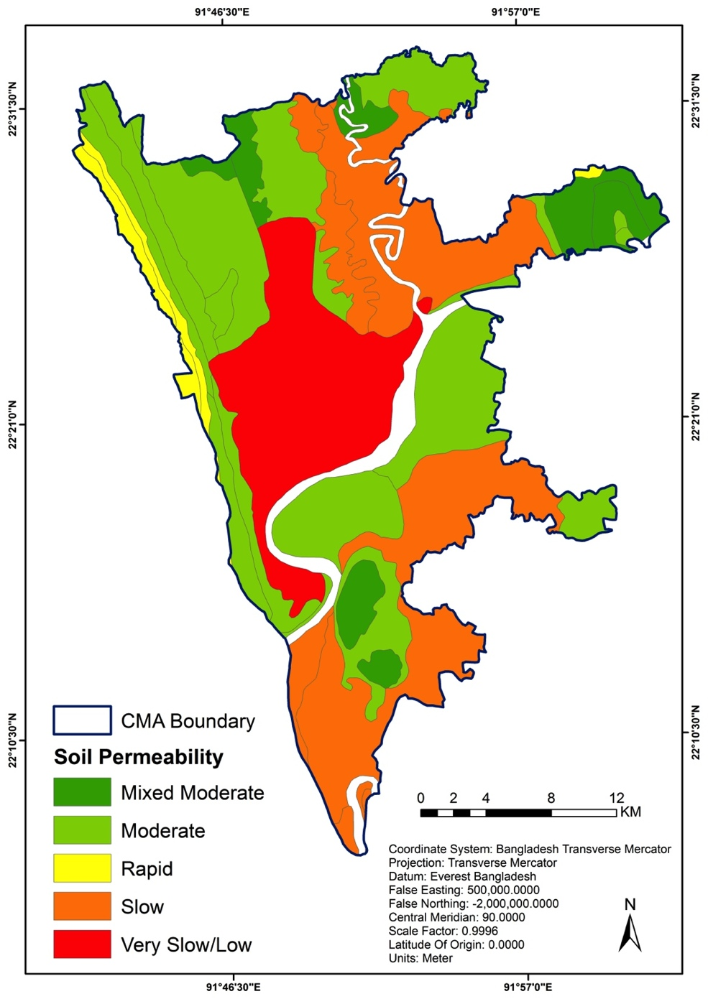 91°46'30"E 91°57'0"E
22°31'30"N 22°31'30"N
22°21'0"N 22°21'0"N
22°10'30"N 22°10'30"N
CMA Boundary
Soil Permeability
Mixed Moderate
Moderate
Rapid
Slow
Very Slow/Low
0 2 4 8 12
KM
Coordinate System: Bangladesh Transverse Mercator
Projection: Transverse Mercator
Datum: Everest Bangladesh
False Easting: 500,000.0000
False Northing: -2,000,000.0000
Central Meridian: 90.0000
Scale Factor: 0.9996
Latitude Of Origin: 0.0000
Units: Meter
N
91°46'30"E 91°57'0"E